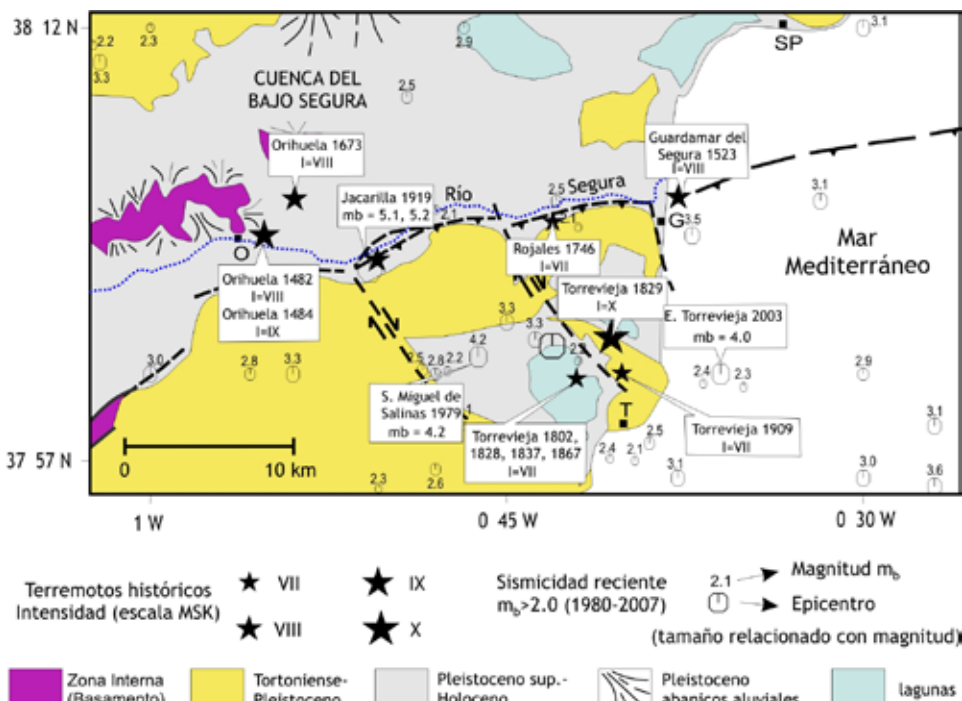 38 12 N
2.2
2.3
3.3
2.9
3.1
SP
CUENCA DEL
BAJO SEGURA
2.5
Orihuela 1673
I=VIII
Guardamar del
Segura 1523
I=VIII
Jacarilla 1919
mb = 5.1, 5.2
Río
Segura
2.5
2.1
2.1
3.1
G
3.5
Mar
Mediterráneo
O
Rojales 1746
I=VII
Orihuela 1482
I=VIII
Orihuela 1484
I=IX
Torrevieja 1829
I=X
E. Torrevieja 2003
mb = 4.0
3.3
3.3
4.2
3.0
2.8
3.3
2.5
2.8
2.2
2.4
2.3
2.9
S. Miguel de
Salinas 1979
mb = 4.2
T
Torrevieja 1802,
1828, 1837, 1867
I=VII
Torrevieja 1909
I=VII
3.1
2.5
2.4
2.1
3.1
3.0
3.6
2.3
2.6
37 57 N
0
10 km
1 W
0 45 W
0 30 W
Terremotos históricos
Intensidad (escala MSK)
VII
IX
VIII
X
Sismicidad reciente
mb>2.0 (1980-2007)
2.1
Magnitud mb
Epicentro
(tamaño relacionado con magnitud)
Zona Interna
(Basamento)
Tortoniense-
Pleistoceno
Pleistoceno sup.-
Holoceno
Pleistoceno
abanicos aluviales
lagunas